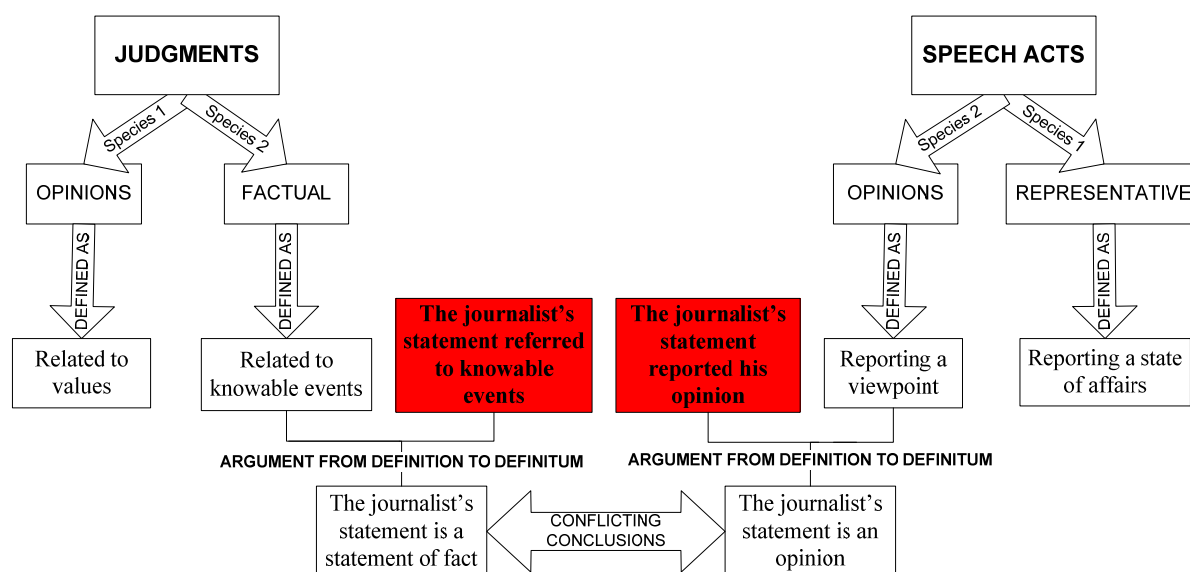 JUDGMENTS
SPEECH ACTS
Species 1
Species 2
Species 2
Species 1
OPINIONS
FACTUAL
OPINIONS
REPRESENTATIVE
DEFINED AS
DEFINED AS
DEFINED AS
DEFINED AS
Related to
values
Related to
knowable events
The journalist’s
statement referred
to knowable
events
The journalist’s
statement
reported his
opinion
Reporting a
viewpoint
Reporting a state
of affairs
ARGUMENT FROM DEFINITION TO DEFINITUM
ARGUMENT FROM DEFINITION TO DEFINITUM
The journalist’s
statement is a
statement of fact
CONFLICTING
CONCLUSIONS
The journalist’s
statement is an
opinion